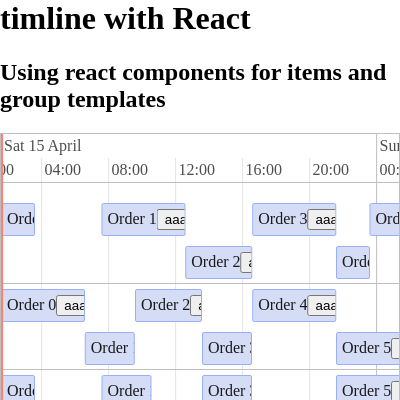 timline with React
Using react components for items and
group templates
Sat 15 April Sun
00 04:00 08:00 12:00 16:00 20:00 00:
Orde Order 1 aaa Order 3 aaa Ord
Order 2 a Orde
Order 0 aaa Order 2 a Order 4 aaa
Order Order Order 5
Orde Order 1 Order Order 5